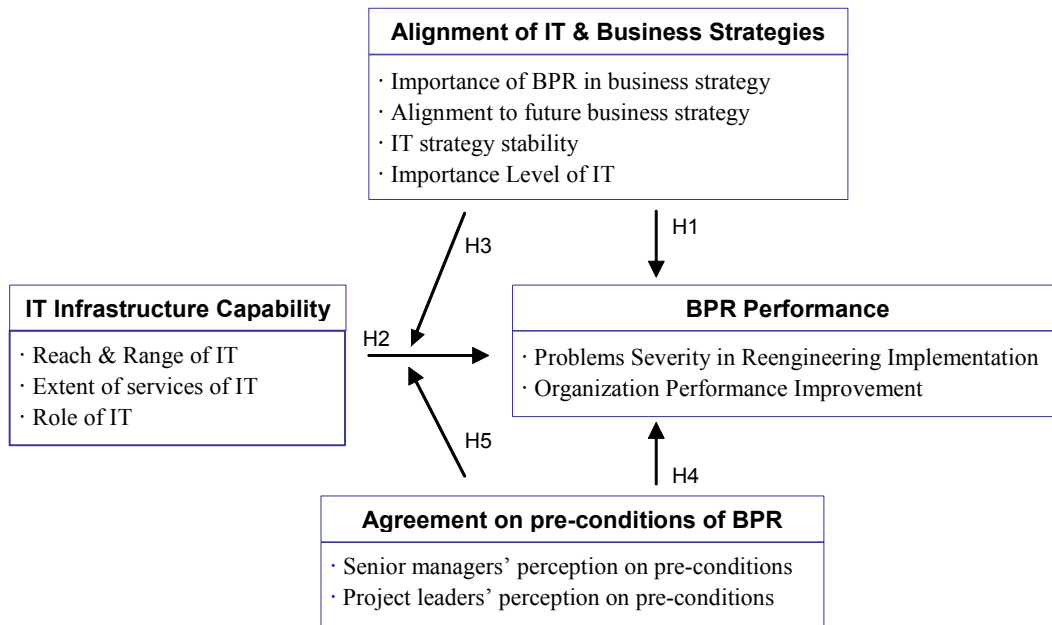 Alignment of IT & Business Strategies
· Importance of BPR in business strategy
· Alignment to future business strategy
· IT strategy stability
· Importance Level of IT
H3
H1
IT Infrastructure Capability
· Reach & Range of IT
· Extent of services of IT
· Role of IT
H2
BPR Performance
· Problems Severity in Reengineering Implementation
· Organization Performance Improvement
H5
H4
Agreement on pre-conditions of BPR
· Senior managers’ perception on pre-conditions
· Project leaders’ perception on pre-conditions